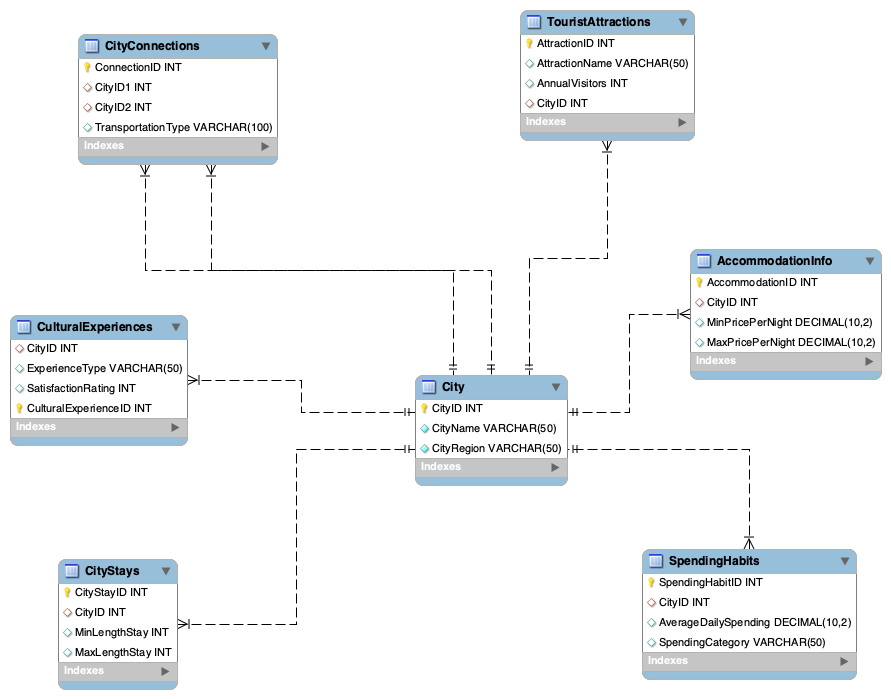 CityConnections
ConnectionID INT
CityID1 INT
CityID2 INT
TransportationType VARCHAR(100)
Indexes
TouristAttractions
AttractionID INT
AttractionName VARCHAR(50)
AnnualVisitors INT
CityID INT
Indexes
AccommodationInfo
AccommodationID INT
CityID INT
MinPricePerNight DECIMAL(10,2)
MaxPricePerNight DECIMAL(10,2)
Indexes
CulturalExperiences
CityID INT
ExperienceType VARCHAR(50)
SatisfactionRating INT
CulturalExperienceID INT
Indexes
City
CityID INT
CityName VARCHAR(50)
CityRegion VARCHAR(50)
Indexes
CityStays
CityStayID INT
CityID INT
MinLengthStay INT
MaxLengthStay INT
Indexes
SpendingHabits
SpendingHabitID INT
CityID INT
AverageDailySpending DECIMAL(10,2)
SpendingCategory VARCHAR(50)
Indexes